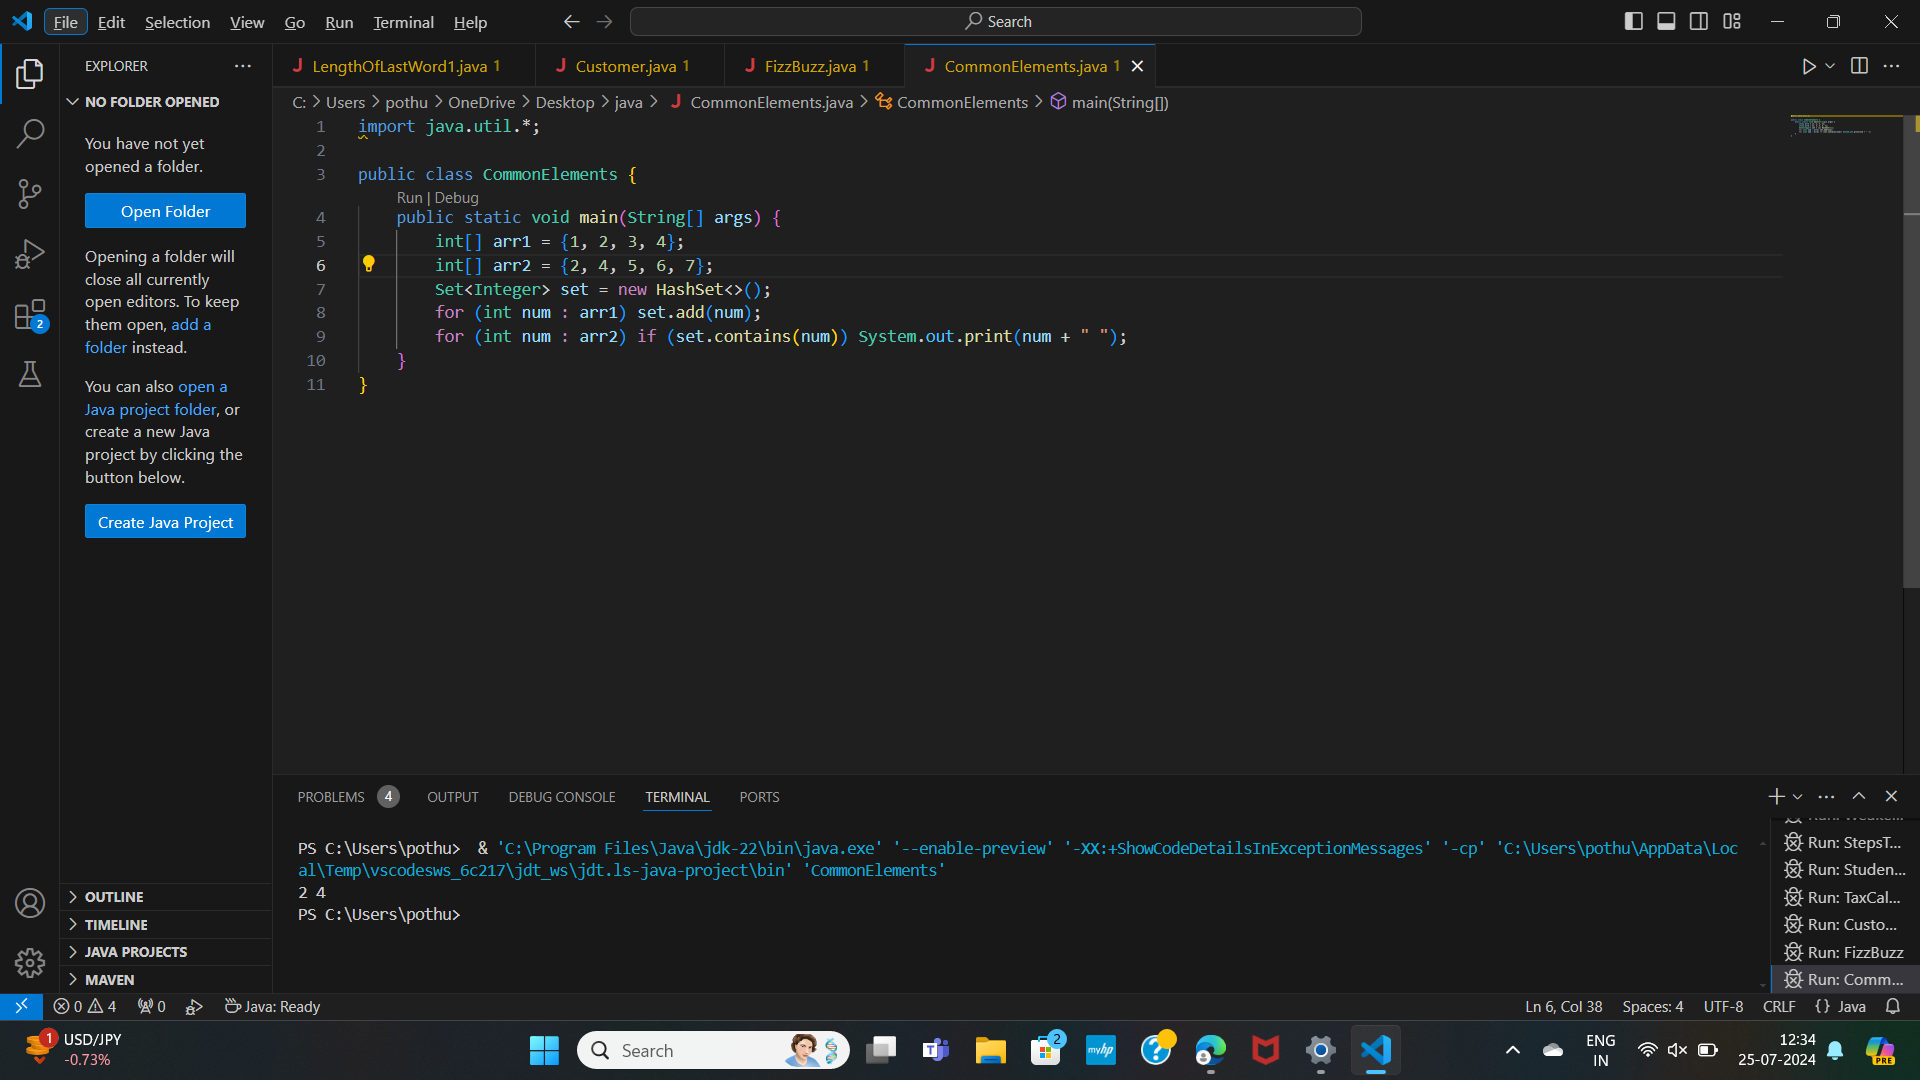 File Edit Selection View Go Run Terminal Help
Search
EXPLORER
NO FOLDER OPENED
You have not yet
opened a folder.
Open Folder
Opening a folder will
close all currently
open editors. To keep
them open, add a
folder instead.
You can also open a
Java project folder, or
create a new Java
project by clicking the
button below.
Create Java Project
OUTLINE
TIMELINE
JAVA PROJECTS
MAVEN
2
LengthOfLastWord1.java 1
Customer.java 1
FizzBuzz.java 1
CommonElements.java 1
C: > Users > pothu > OneDrive > Desktop > java > CommonElements.java > CommonElements > main(String[])
1 import java.util.*;
2
3 public class CommonElements {
Run | Debug
4 public static void main(String[] args) {
5 int[] arr1 = {1, 2, 3, 4};
6 int[] arr2 = {2, 4, 5, 6, 7};
7 Set<Integer> set = new HashSet<>();
8 for (int num : arr1) set.add(num);
9 for (int num : arr2) if (set.contains(num)) System.out.print(num + " ");
10 }
11 }
PROBLEMS 4 OUTPUT DEBUG CONSOLE TERMINAL PORTS
PS C:\Users\pothu> & 'C:\Program Files\Java\jdk-22\bin\java.exe' '--enable-preview' '-XX:+ShowCodeDetailsInExceptionMessages' '-cp' 'C:\Users\pothu\AppData\Loc
al\Temp\vscodesws_6c217\jdt_ws\jdt.ls-java-project\bin' 'CommonElements'
2 4
PS C:\Users\pothu>
Run: StepsT...
Run: Studen...
Run: TaxCal...
Run: Custo...
Run: FizzBuzz
Run: Comm...
0 4 0 Java: Ready
Ln 6, Col 38 Spaces: 4 UTF-8 CRLF {} Java
1 USD/JPY
-0.73%
Search
2
myhp
ENG
IN
12:34
25-07-2024
PRE